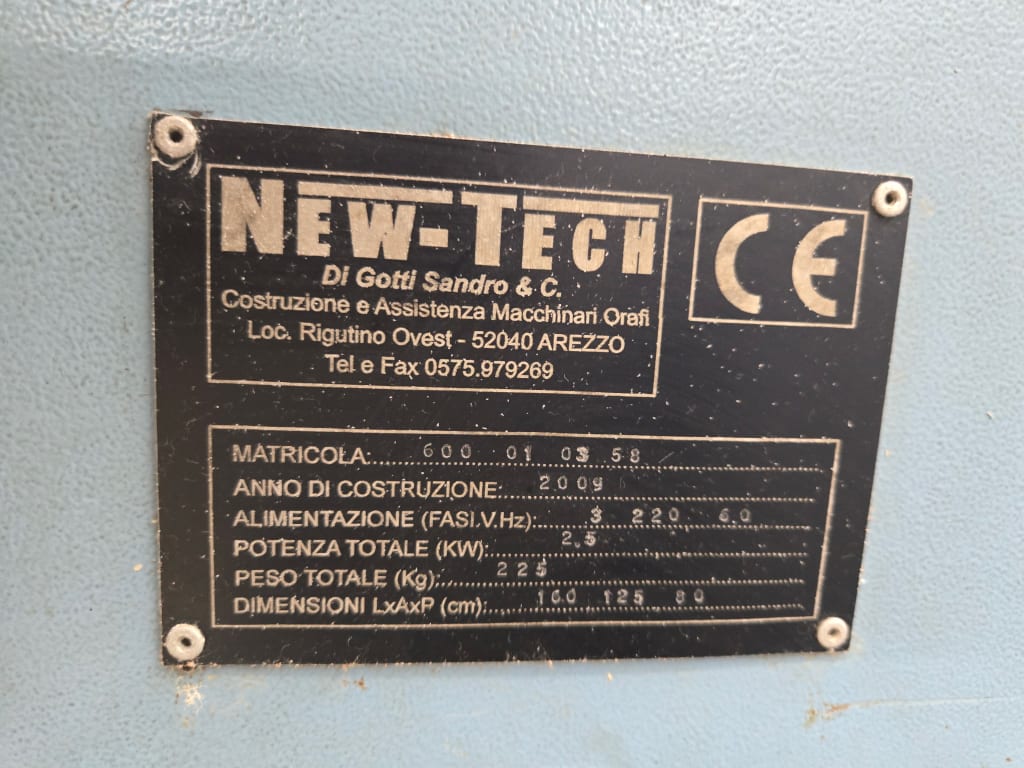 NEW-TECH
Di Gotti Sandro & C.
Costruzione e Assistenza Macchinari Orafi
Loc. Rigutino Ovest - 52040 AREZZO
Tel e Fax 0575.979269
CE
MATRICOLA: 600 01 03 58
ANNO DI COSTRUZIONE: 2009
ALIMENTAZIONE (FASI.V.Hz): 3 220 60
POTENZA TOTALE (KW): 2.5
PESO TOTALE (Kg): 225
DIMENSIONI LxAxP (cm): 100 125 80